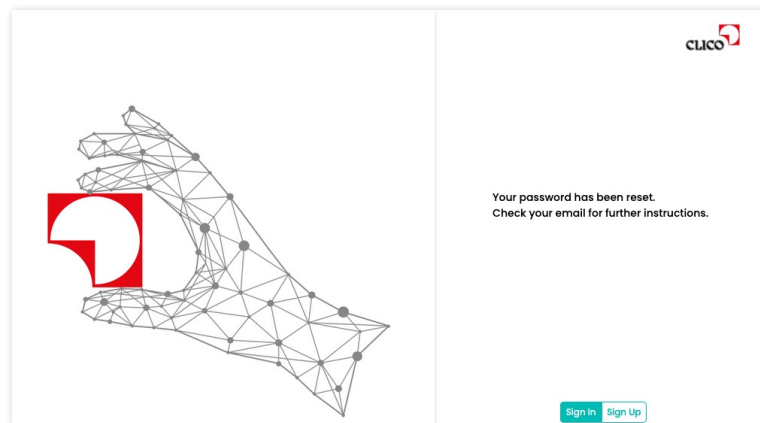 CLICO
Your password has been reset.
Check your email for further instructions.
Sign In Sign Up